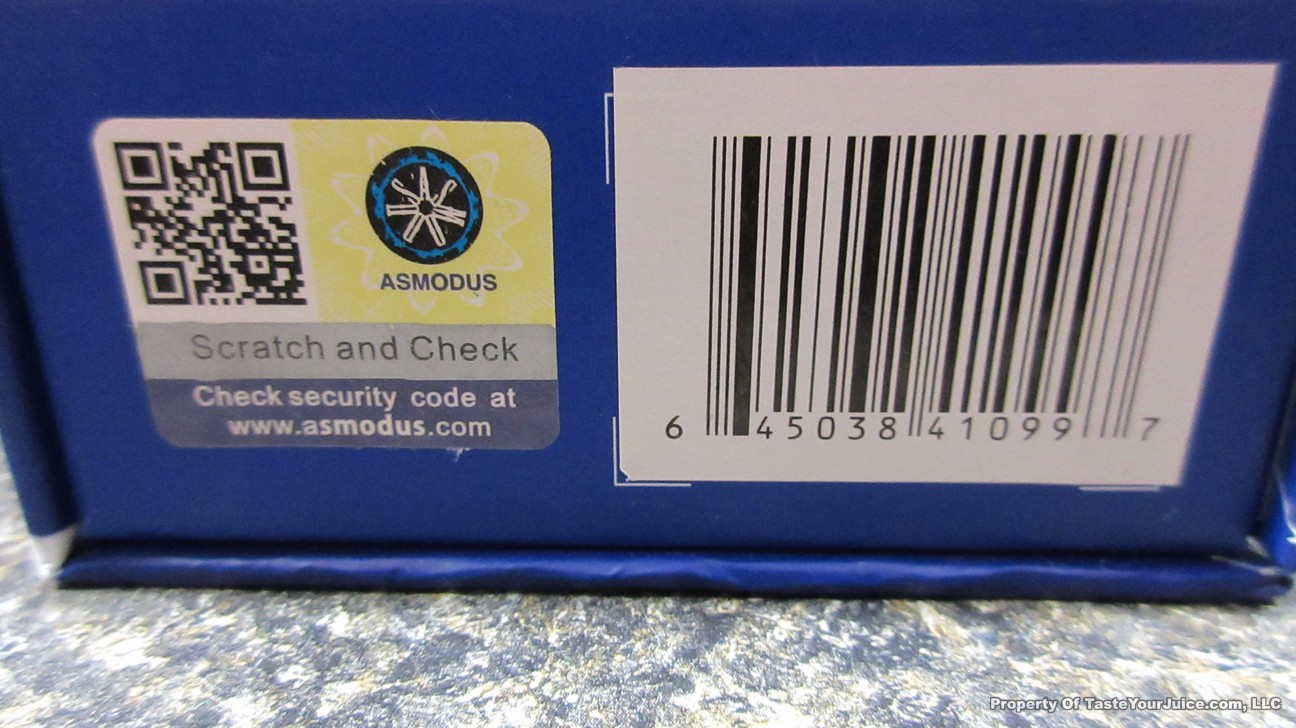 ASMODUS
Scratch and Check
Check security code at
www.asmodus.com
6 45038 41099 7
Property Of TasteYourJuice.com, LLC